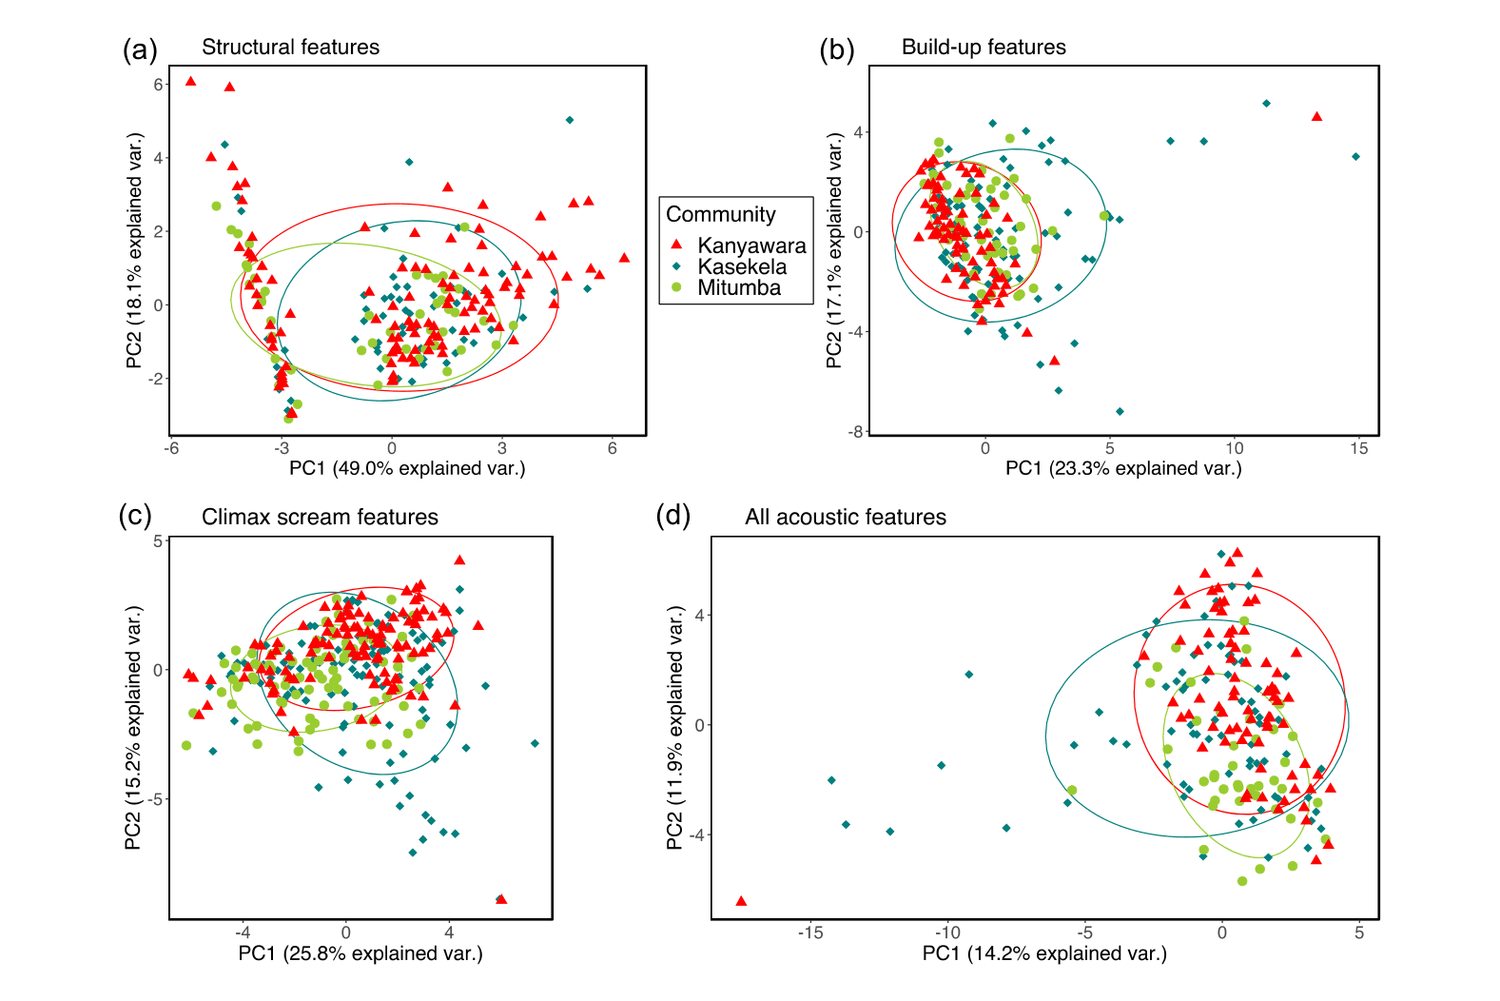 (a) Structural features
6
4
2
0
-2
PC2 (18.1% explained var.)
-6 -3 0 3 6
PC1 (49.0% explained var.)
Community
Kanyawara
Kasekela
Mitumba
(b) Build-up features
4
0
-4
-8
PC2 (17.1% explained var.)
0 5 10 15
PC1 (23.3% explained var.)
(c) Climax scream features
5
0
-5
PC2 (15.2% explained var.)
-4 0 4
PC1 (25.8% explained var.)
(d) All acoustic features
4
0
-4
PC2 (11.9% explained var.)
-15 -10 -5 0 5
PC1 (14.2% explained var.)